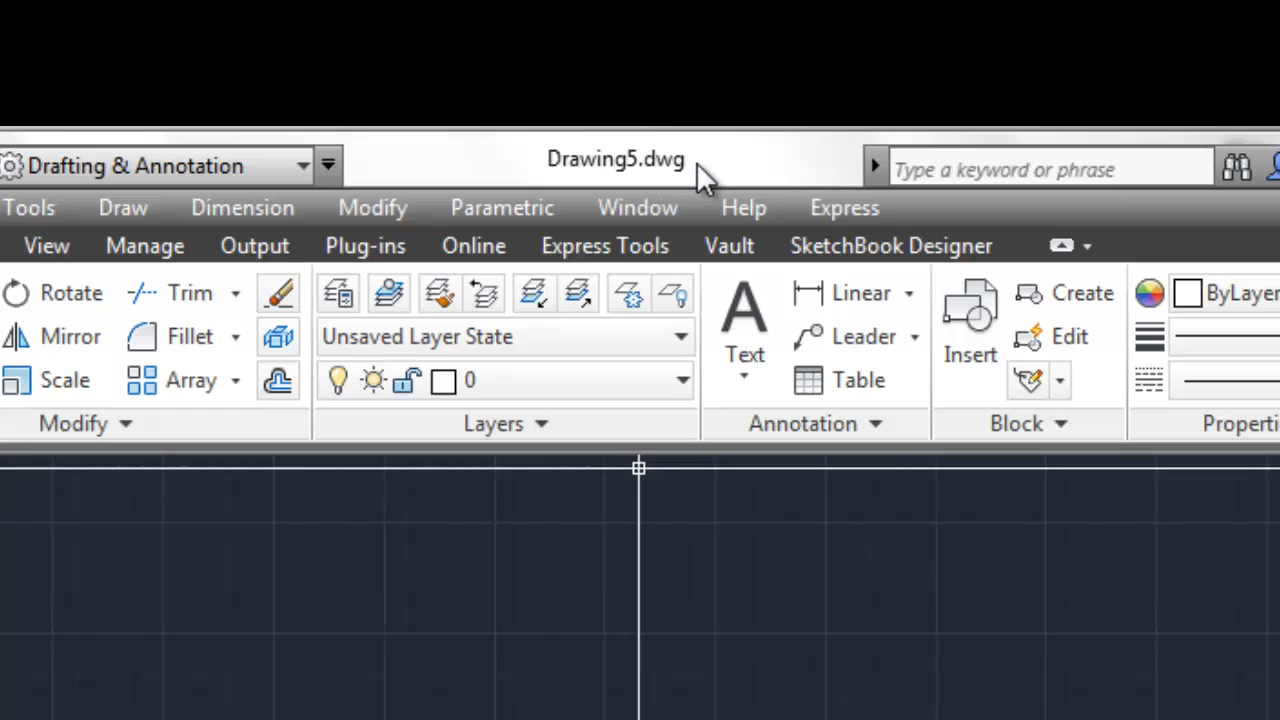 Drafting & Annotation Drawing5.dwg Type a keyword or phrase
Tools Draw Dimension Modify Parametric Window Help Express
View Manage Output Plug-ins Online Express Tools Vault SketchBook Designer
Rotate Trim Linear Create ByLayer
Mirror Fillet Unsaved Layer State Text Leader Insert Edit
Scale Array 0 Table
Modify Layers Annotation Block Properti